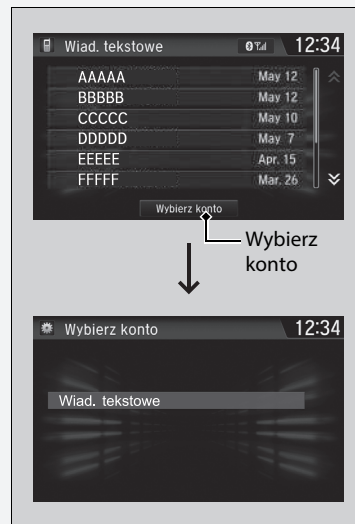 Wiad. tekstowe 12:34
AAAAA May 12
BBBBB May 12
CCCCC May 10
DDDDD May 7
EEEEE Apr. 15
FFFFF Mar. 26
Wybierz konto
Wybierz
konto
Wybierz konto 12:34
Wiad. tekstowe